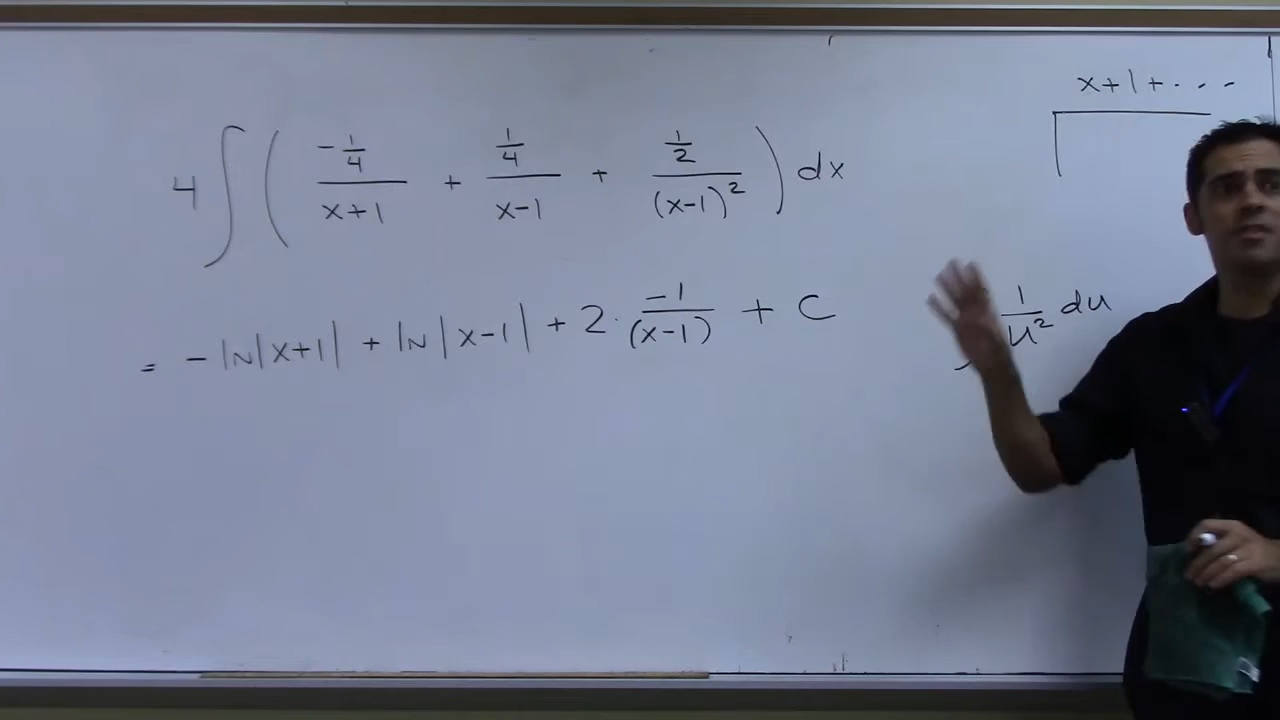 x+1+...
4∫( (-1/4)/(x+1) + (1/4)/(x-1) + (1/2)/(x-1)^2 ) dx
= -ln|x+1| + ln|x-1| + 2·(-1)/(x-1) + C
∫ 1/u^2 du